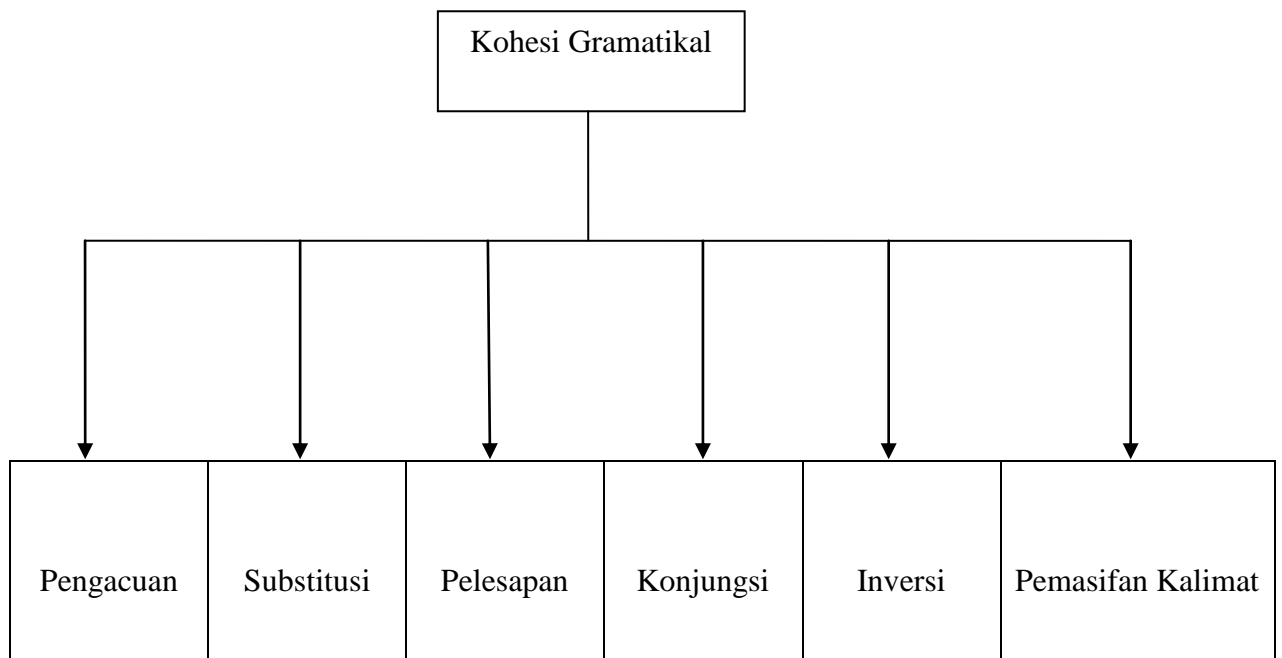 Kohesi Gramatikal
Pengacuan
Substitusi
Pelesapan
Konjungsi
Inversi
Pemasifan Kalimat